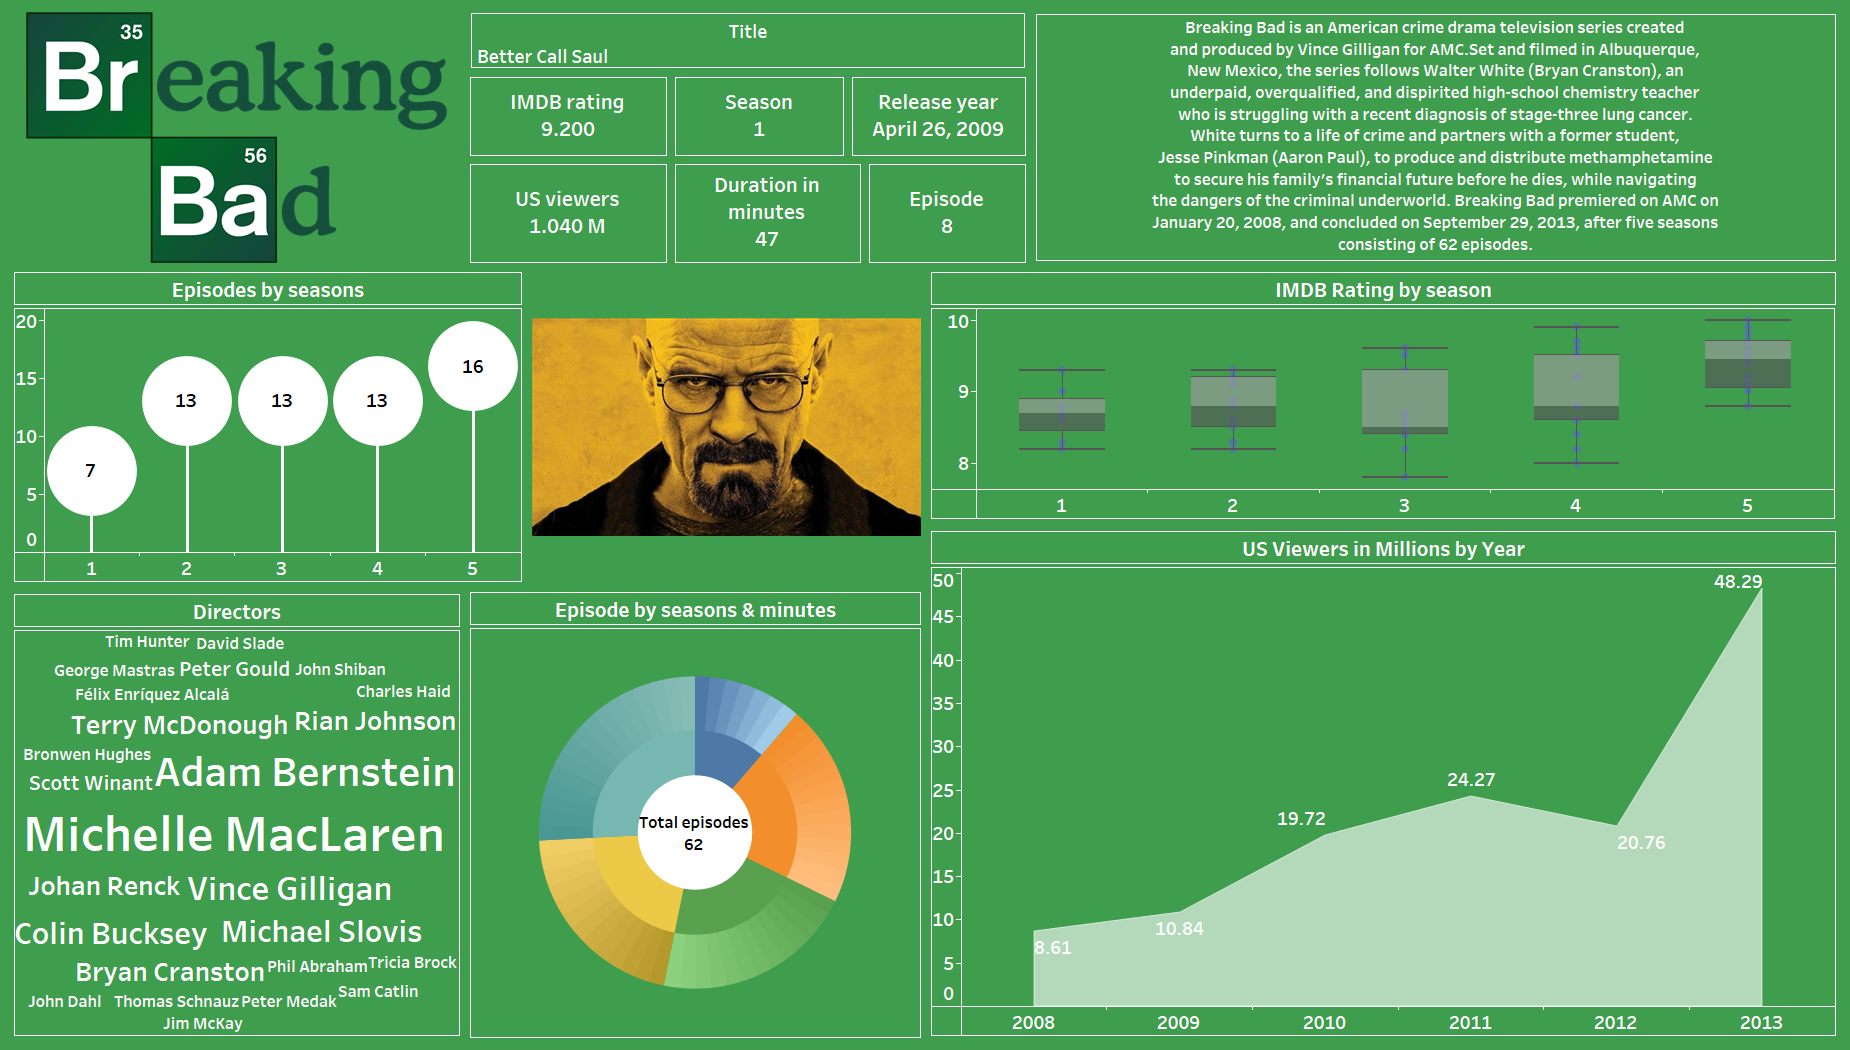 35
Breaking
56
Bad
Title
Better Call Saul
IMDB rating
9.200
Season
1
Release year
April 26, 2009
US viewers
1.040 M
Duration in
minutes
47
Episode
8
Breaking Bad is an American crime drama television series created
and produced by Vince Gilligan for AMC.Set and filmed in Albuquerque,
New Mexico, the series follows Walter White (Bryan Cranston), an
underpaid, overqualified, and dispirited high-school chemistry teacher
who is struggling with a recent diagnosis of stage-three lung cancer.
White turns to a life of crime and partners with a former student,
Jesse Pinkman (Aaron Paul), to produce and distribute methamphetamine
to secure his family's financial future before he dies, while navigating
the dangers of the criminal underworld. Breaking Bad premiered on AMC on
January 20, 2008, and concluded on September 29, 2013, after five seasons
consisting of 62 episodes.
Episodes by seasons
20
15
10
5
0
7
13
13
13
16
1 2 3 4 5
IMDB Rating by season
10
9
8
1 2 3 4 5
Directors
Tim Hunter David Slade
George Mastras Peter Gould John Shiban
Félix Enríquez Alcalá Charles Haid
Terry McDonough Rian Johnson
Bronwen Hughes
Scott Winant Adam Bernstein
Michelle MacLaren
Johan Renck Vince Gilligan
Colin Bucksey Michael Slovis
Bryan Cranston Phil Abraham Tricia Brock
John Dahl Thomas Schnauz Peter Medak Sam Catlin
Jim McKay
Episode by seasons & minutes
Total episodes
62
US Viewers in Millions by Year
50
45
40
35
30
25
20
15
10
5
0
8.61
10.84
19.72
24.27
20.76
48.29
2008 2009 2010 2011 2012 2013